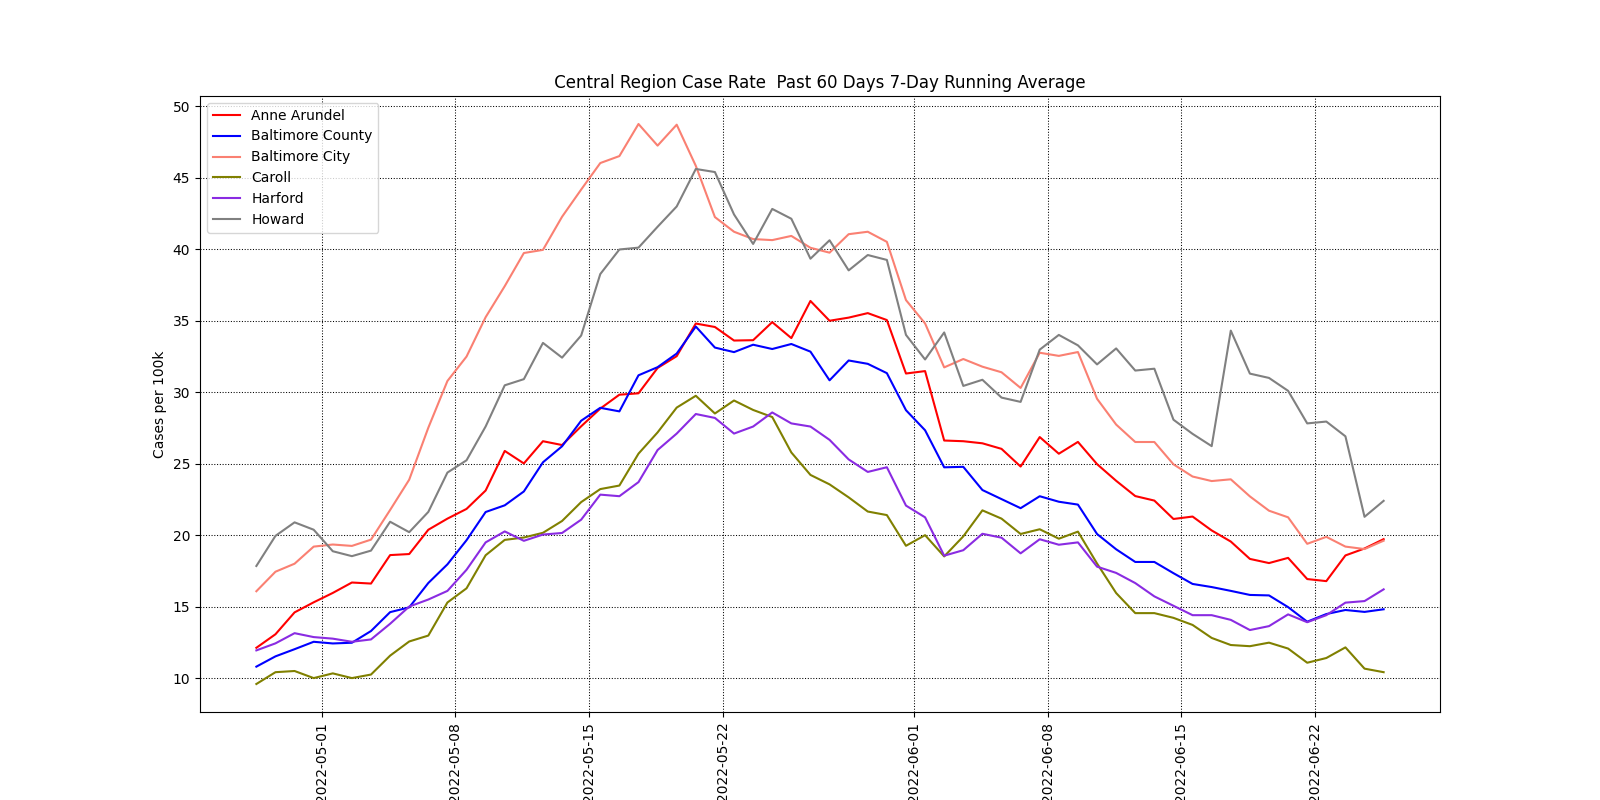 Central Region Case Rate  Past 60 Days 7-Day Running Average
50
45
40
35
30
25
20
15
10
Cases per 100k
Anne Arundel
Baltimore County
Baltimore City
Caroll
Harford
Howard
2022-05-01
2022-05-08
2022-05-15
2022-05-22
2022-06-01
2022-06-08
2022-06-15
2022-06-22